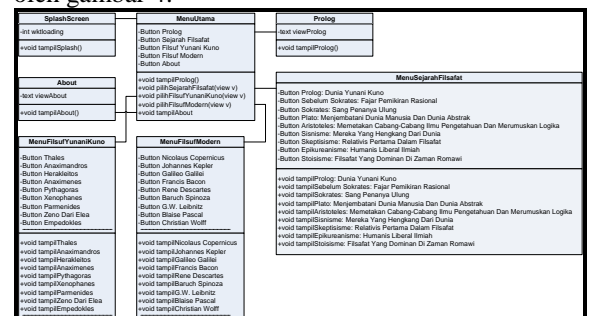 oleh gambar 4.
SplashScreen
-int wktloading
+void tampilSplash()
MenuUtama
-Button Prolog
-Button Sejarah Filsafat
-Button Filsuf Yunani Kuno
-Button Filsuf Modern
-Button About
+void tampilProlog()
+void pilihSejarahFilsafat(view v)
+void pilihFilsufYunaniKuno(view v)
+void pilihFilsufModern(view v)
+void tampilAbout
Prolog
-text viewProlog
+void tampilProlog()
About
-text viewAbout
+void tampilAbout()
MenuSejarahFilsafat
-Button Prolog: Dunia Yunani Kuno
-Button Sebelum Sokrates: Fajar Pemikiran Rasional
-Button Sokrates: Sang Penanya Ulung
-Button Plato: Menjembatani Dunia Manusia Dan Dunia Abstrak
-Button Aristoteles: Memetakan Cabang-Cabang Ilmu Pengetahuan Dan Merumuskan Logika
-Button Sisnisme: Mereka Yang Hengkang Dari Dunia
-Button Skeptisisme: Relativis Pertama Dalam Filsafat
-Button Epikureanisme: Humanis Liberal Ilmiah
-Button Stoisisme: Filsafat Yang Dominan Di Zaman Romawi
+void tampilProlog: Dunia Yunani Kuno
+void tampilSebelum Sokrates: Fajar Pemikiran Rasional
+void tampilSokrates: Sang Penanya Ulung
+void tampilPlato: Menjembatani Dunia Manusia Dan Dunia Abstrak
+void tampilAristoteles: Memetakan Cabang-Cabang Ilmu Pengetahuan Dan Merumuskan Logika
+void tampilSisnisme: Mereka Yang Hengkang Dari Dunia
+void tampilSkeptisisme: Relativis Pertama Dalam Filsafat
+void tampilEpikureanisme: Humanis Liberal Ilmiah
+void tampilStoisisme: Filsafat Yang Dominan Di Zaman Romawi
MenuFilsufYunaniKuno
-Button Thales
-Button Anaximandros
-Button Herakleitos
-Button Anaximenes
-Button Pythagoras
-Button Xenophanes
-Button Parmenides
-Button Zeno Dari Elea
-Button Empedokles
+void tampilThales
+void tampilAnaximandros
+void tampilHerakleitos
+void tampilAnaximenes
+void tampilPythagoras
+void tampilXenophanes
+void tampilParmenides
+void tampilZeno Dari Elea
+void tampilEmpedokles
MenuFilsuflModern
-Button Nicolaus Copernicus
-Button Johannes Kepler
-Button Galileo Galilei
-Button Francis Bacon
-Button Rene Descartes
-Button Baruch Spinoza
-Button G.W. Leibnitz
-Button Blaise Pascal
-Button Christian Wolff
+void tampilNicolaus Copernicus
+void tampilJohannes Kepler
+void tampilGalileo Galilei
+void tampilFrancis Bacon
+void tampilRene Descartes
+void tampilBaruch Spinoza
+void tampilG.W. Leibnitz
+void tampilBlaise Pascal
+void tampilChristian Wolff